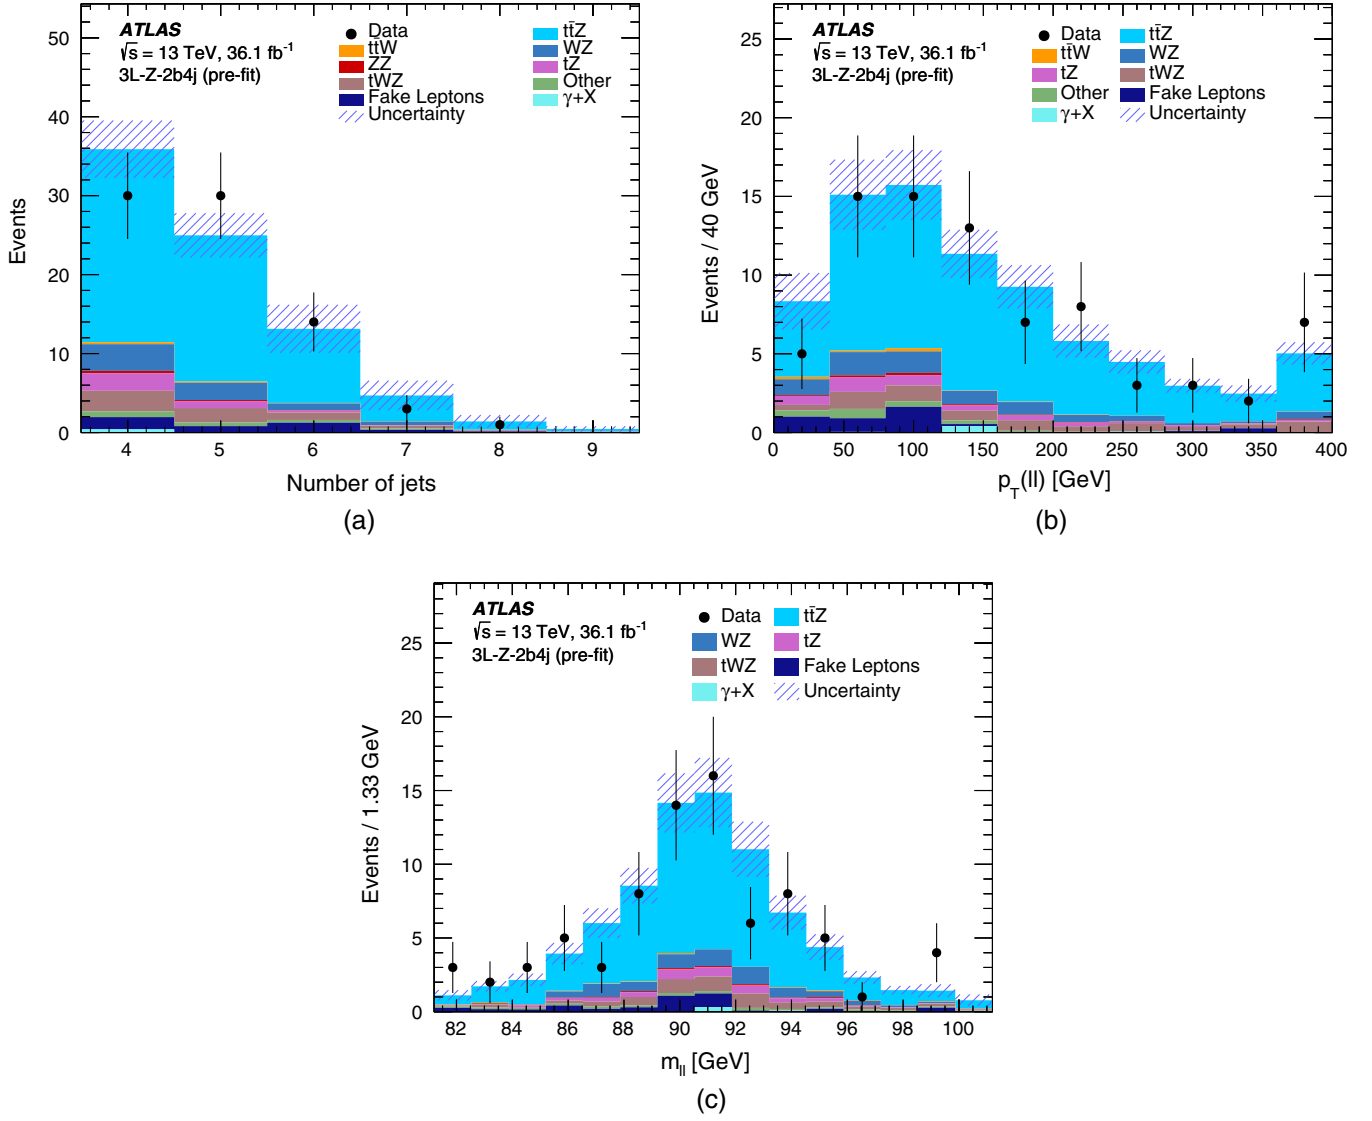 ATLAS
√s = 13 TeV, 36.1 fb⁻¹
3L-Z-2b4j (pre-fit)
Data
tt̄Z
tt̄W
WZ
ZZ
tZ
tWZ
Other
Fake Leptons
γ+X
Uncertainty
Events
50
40
30
20
10
0
4 5 6 7 8 9
Number of jets
(a)
ATLAS
√s = 13 TeV, 36.1 fb⁻¹
3L-Z-2b4j (pre-fit)
Data
tt̄Z
tt̄W
WZ
tZ
tWZ
Other
Fake Leptons
γ+X
Uncertainty
Events / 40 GeV
25
20
15
10
5
0
0 50 100 150 200 250 300 350 400
p_T(ll) [GeV]
(b)
ATLAS
√s = 13 TeV, 36.1 fb⁻¹
3L-Z-2b4j (pre-fit)
Data
tt̄Z
WZ
tZ
tWZ
Fake Leptons
γ+X
Uncertainty
Events / 1.33 GeV
25
20
15
10
5
0
82 84 86 88 90 92 94 96 98 100
m_ll [GeV]
(c)